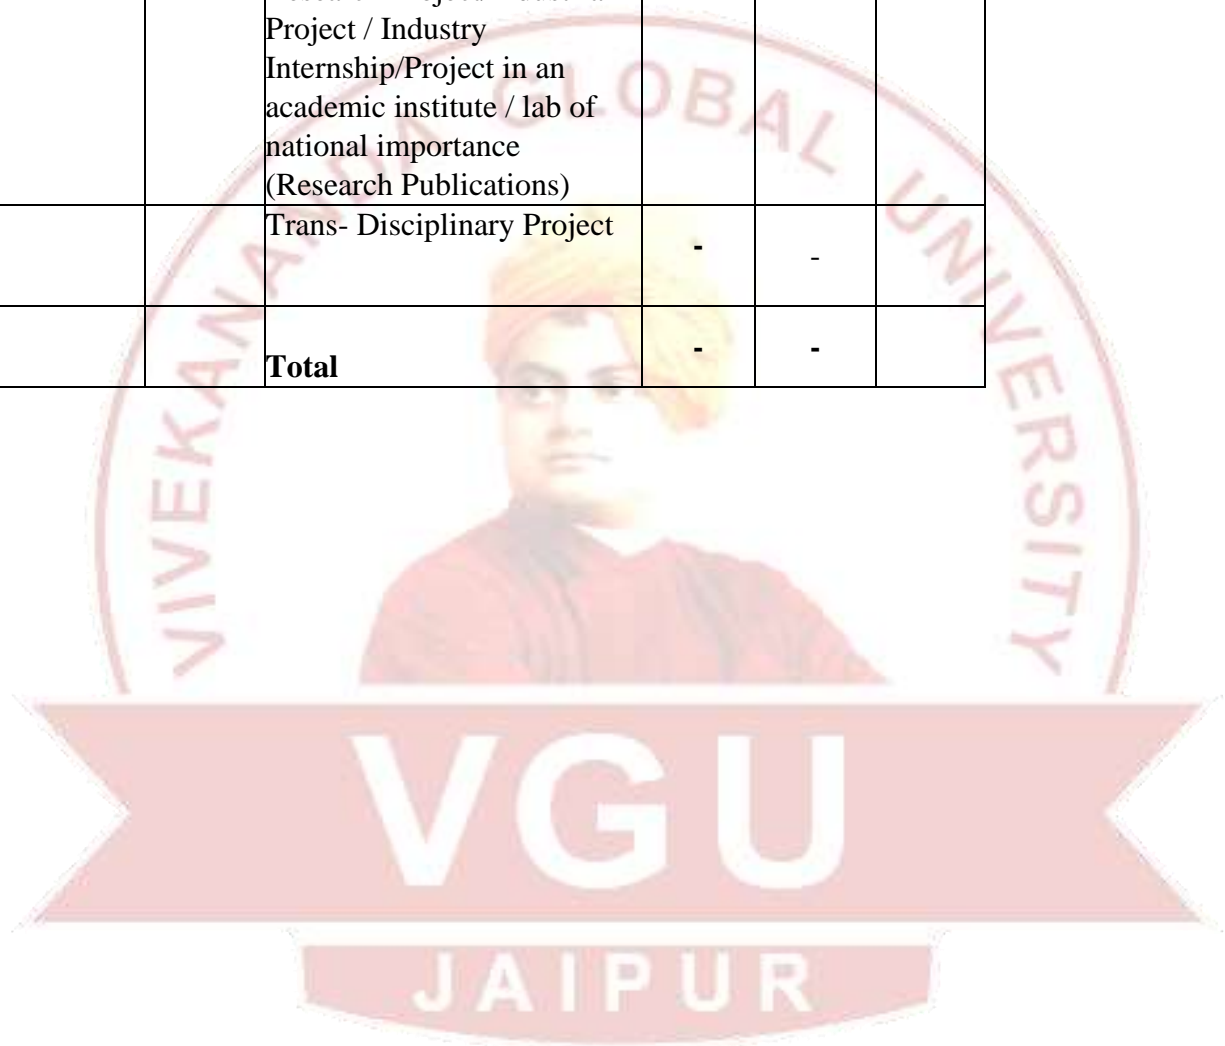 Project / Industry
Internship/Project in an
academic institute / lab of
national importance
(Research Publications)
Trans- Disciplinary Project - -
Total - -
VIVEKANANDA GLOBAL UNIVERSITY
VGU
JAIPUR